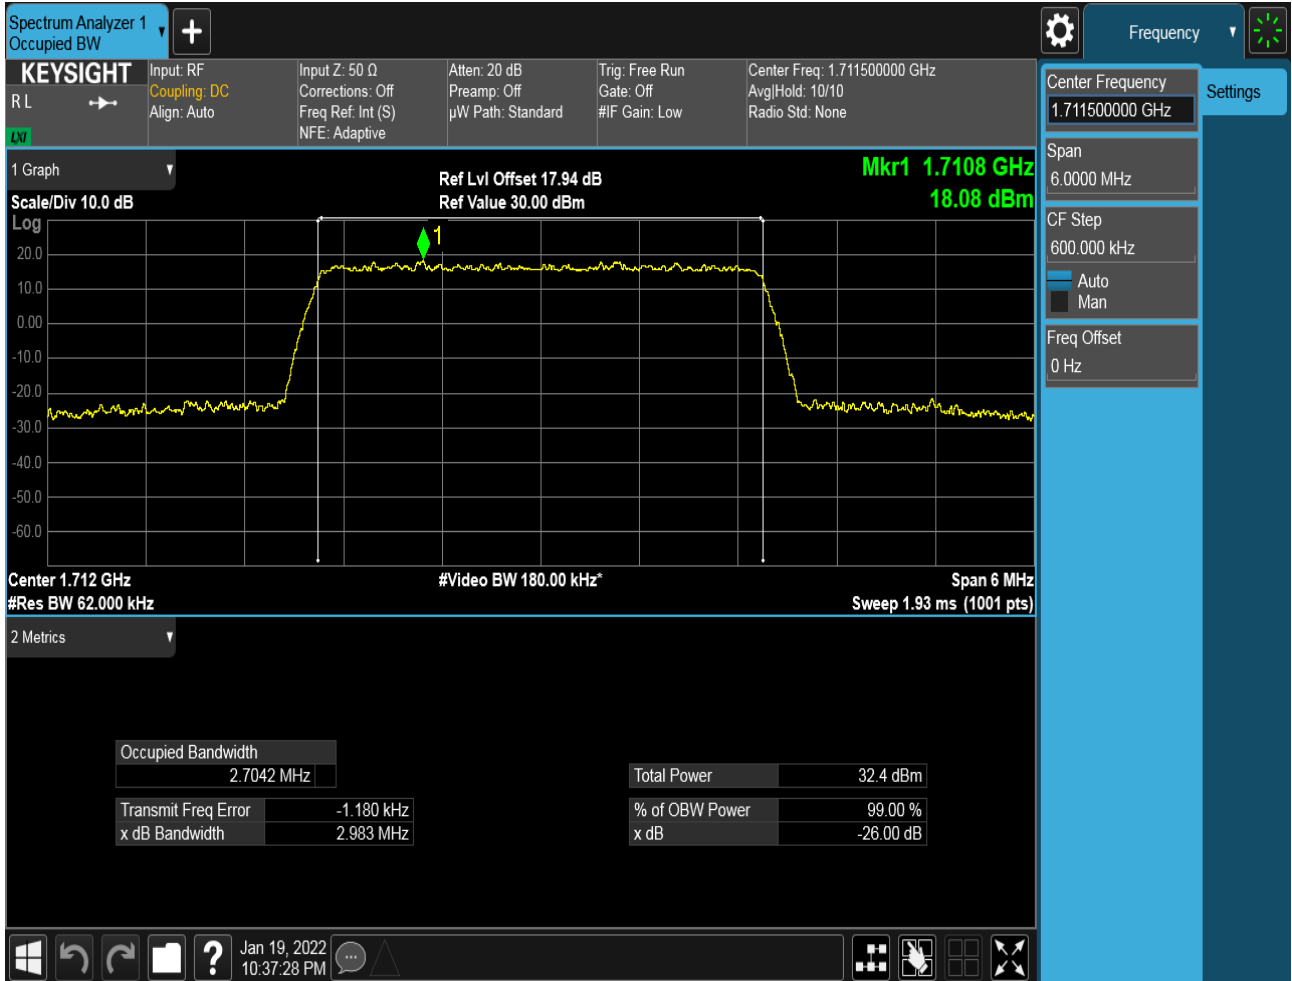 Spectrum Analyzer 1
Occupied BW
Frequency
KEYSIGHT
R L
LXI
Input: RF
Coupling: DC
Align: Auto
Input Z: 50 Ω
Corrections: Off
Freq Ref: Int (S)
NFE: Adaptive
Atten: 20 dB
Preamp: Off
µW Path: Standard
Trig: Free Run
Gate: Off
#IF Gain: Low
Center Freq: 1.711500000 GHz
Avg|Hold: 10/10
Radio Std: None
Center Frequency
1.711500000 GHz
Settings
Span
6.0000 MHz
CF Step
600.000 kHz
Auto
Man
Freq Offset
0 Hz
1 Graph
Scale/Div 10.0 dB
Ref Lvl Offset 17.94 dB
Ref Value 30.00 dBm
Mkr1 1.7108 GHz
18.08 dBm
Log
1
20.0
10.0
0.00
-10.0
-20.0
-30.0
-40.0
-50.0
-60.0
Center 1.712 GHz
#Video BW 180.00 kHz*
Span 6 MHz
#Res BW 62.000 kHz
Sweep 1.93 ms (1001 pts)
2 Metrics
Occupied Bandwidth
2.7042 MHz
Total Power 32.4 dBm
Transmit Freq Error -1.180 kHz
% of OBW Power 99.00 %
x dB Bandwidth 2.983 MHz
x dB -26.00 dB
?
Jan 19, 2022
10:37:28 PM